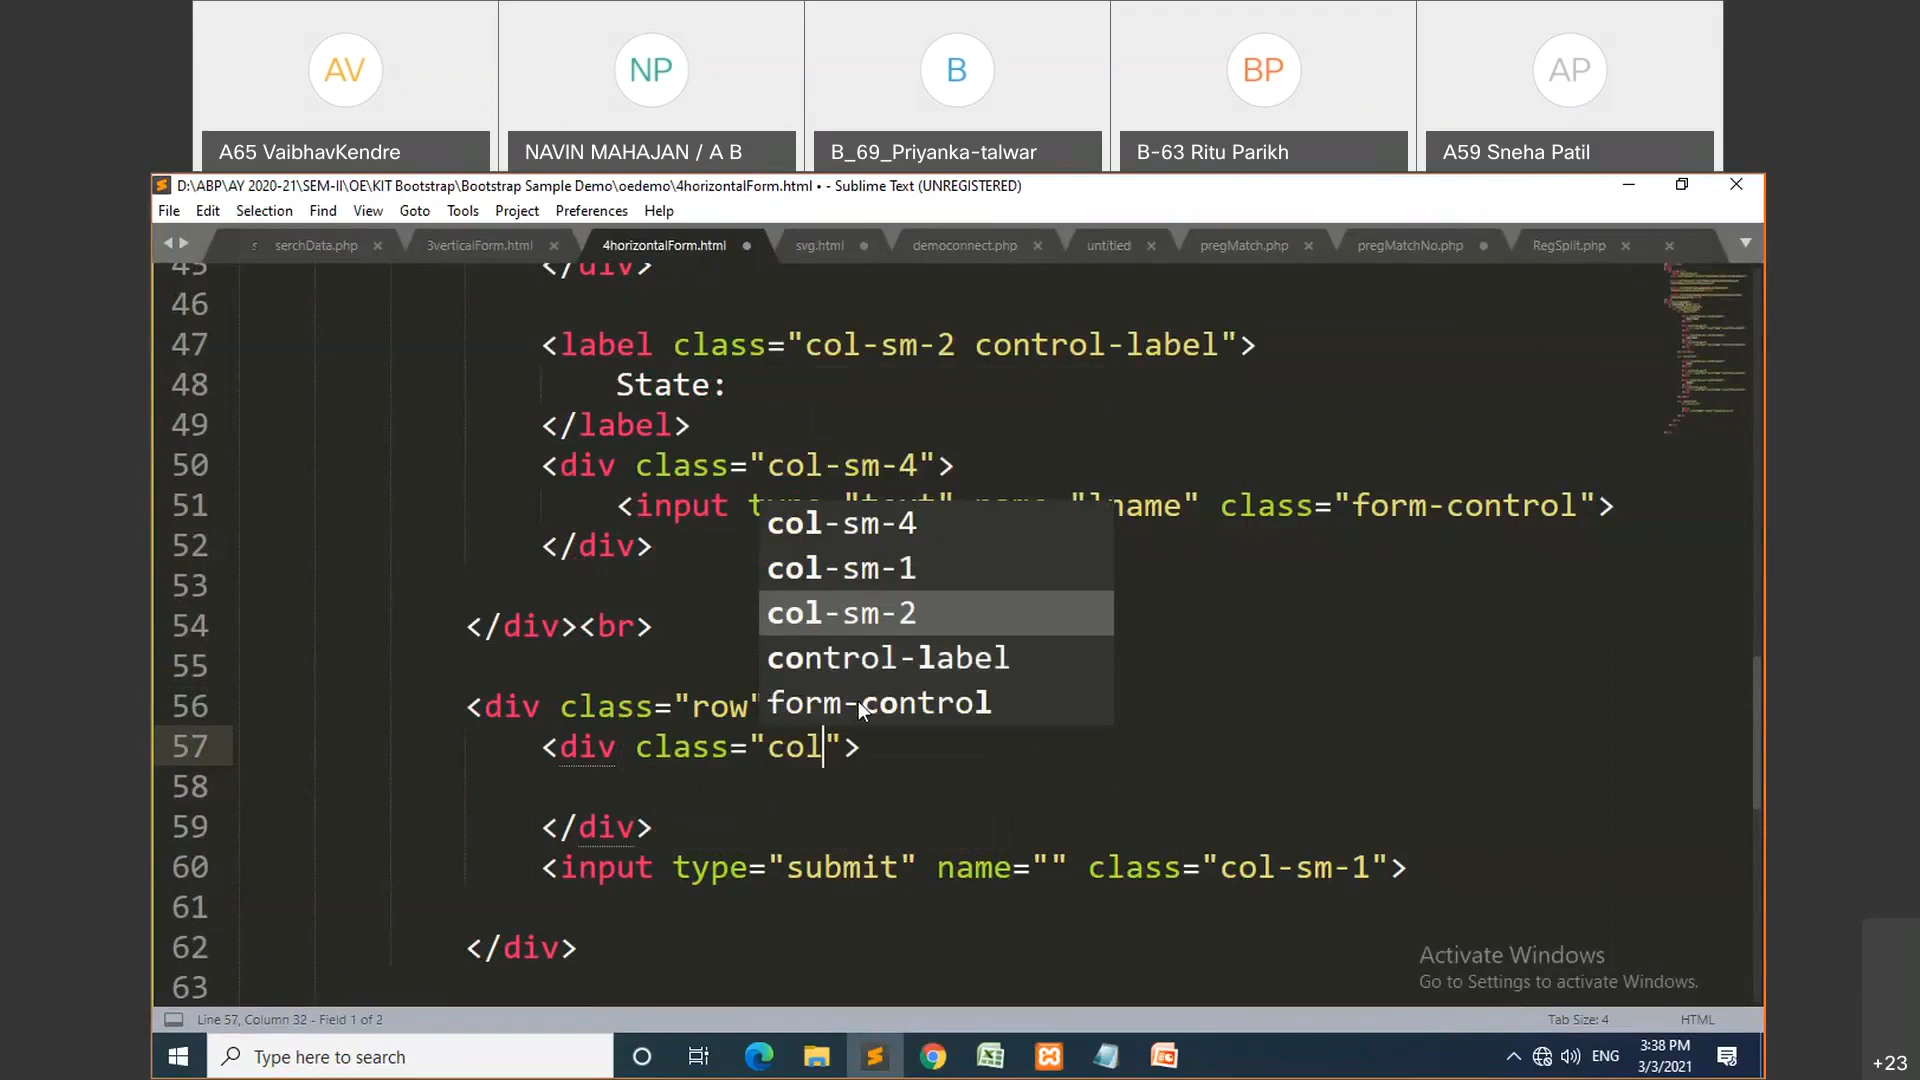 AV
NP
B
BP
AP
A65 VaibhavKendre
NAVIN MAHAJAN / A B
B_69_Priyanka-talwar
B-63 Ritu Parikh
A59 Sneha Patil
D:\ABP\AY 2020-21\SEM-II\OE\KIT Bootstrap\Bootstrap Sample Demo\oedemo\4horizontalForm.html • - Sublime Text (UNREGISTERED)
File Edit Selection Find View Goto Tools Project Preferences Help
serchData.php 3verticalForm.html 4horizontalForm.html svg.html democonnect.php untitled pregMatch.php pregMatchNo.php RegSplit.php
45 </div>
46
47 <label class="col-sm-2 control-label">
48 State:
49 </label>
50 <div class="col-sm-4">
51 <input type="text" name="lname" class="form-control">
col-sm-4
52 </div>
col-sm-1
53
col-sm-2
54 </div><br>
control-label
55
form-control
56 <div class="row"
57 <div class="col">
58
59 </div>
60 <input type="submit" name="" class="col-sm-1">
61
62 </div>
63
Activate Windows
Go to Settings to activate Windows.
Line 57, Column 32 - Field 1 of 2
Tab Size: 4
HTML
Type here to search
ENG
3:38 PM
3/3/2021
+23